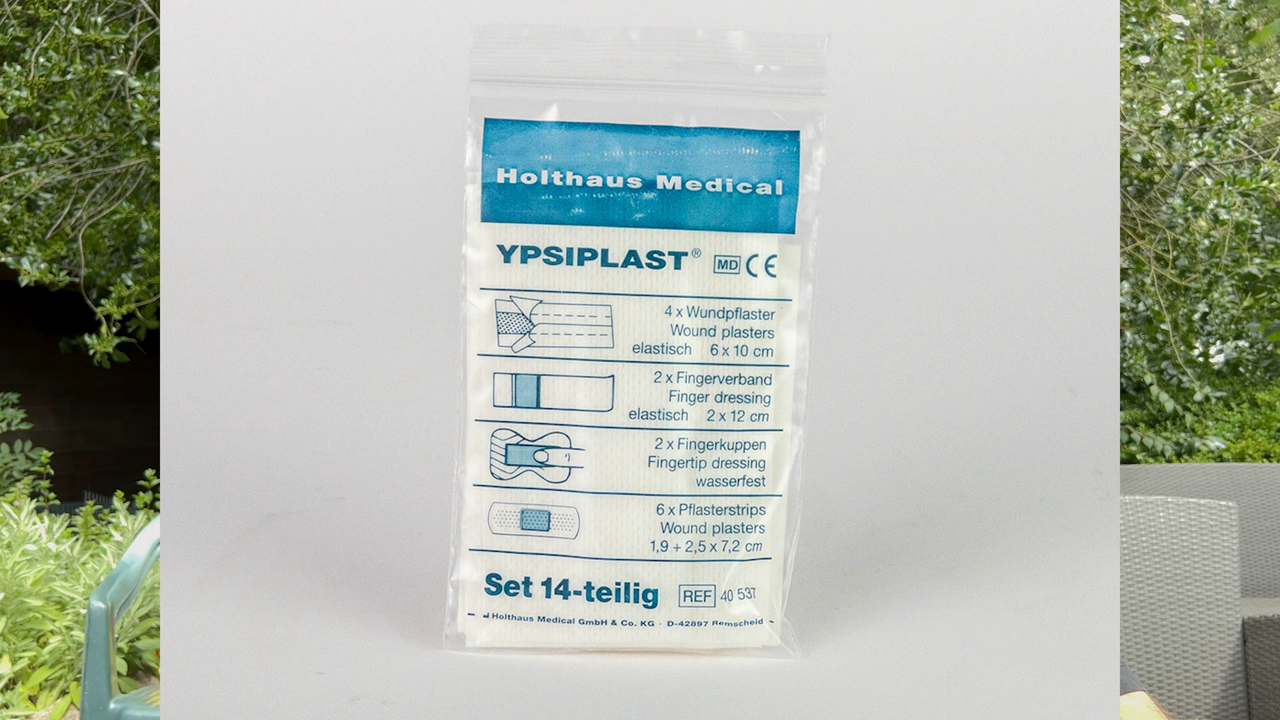 Holthaus Medical
YPSIPLAST®
MD CE
4 x Wundpflaster
Wound plasters
elastisch 6 x 10 cm
2 x Fingerverband
Finger dressing
elastisch 2 x 12 cm
2 x Fingerkuppen
Fingertip dressing
wasserfest
6 x Pflasterstrips
Wound plasters
1,9 + 2,5 x 7,2 cm
Set 14-teilig
REF 40 537
Holthaus Medical GmbH & Co. KG · D-42897 Remscheid